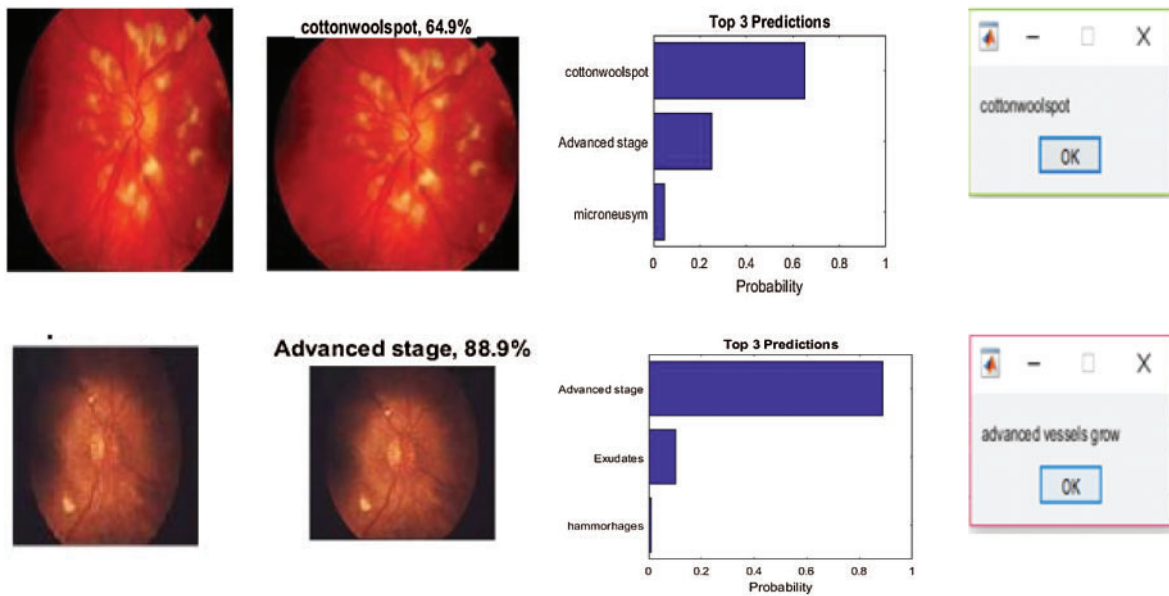 cottonwoolspot, 64.9%
Top 3 Predictions
cottonwoolspot
Advanced stage
microneusym
0 0.2 0.4 0.6 0.8 1
Probability
cottonwoolspot
OK
Advanced stage, 88.9%
Top 3 Predictions
Advanced stage
Exudates
hammorhages
0 0.2 0.4 0.6 0.8 1
Probability
advanced vessels grow
OK